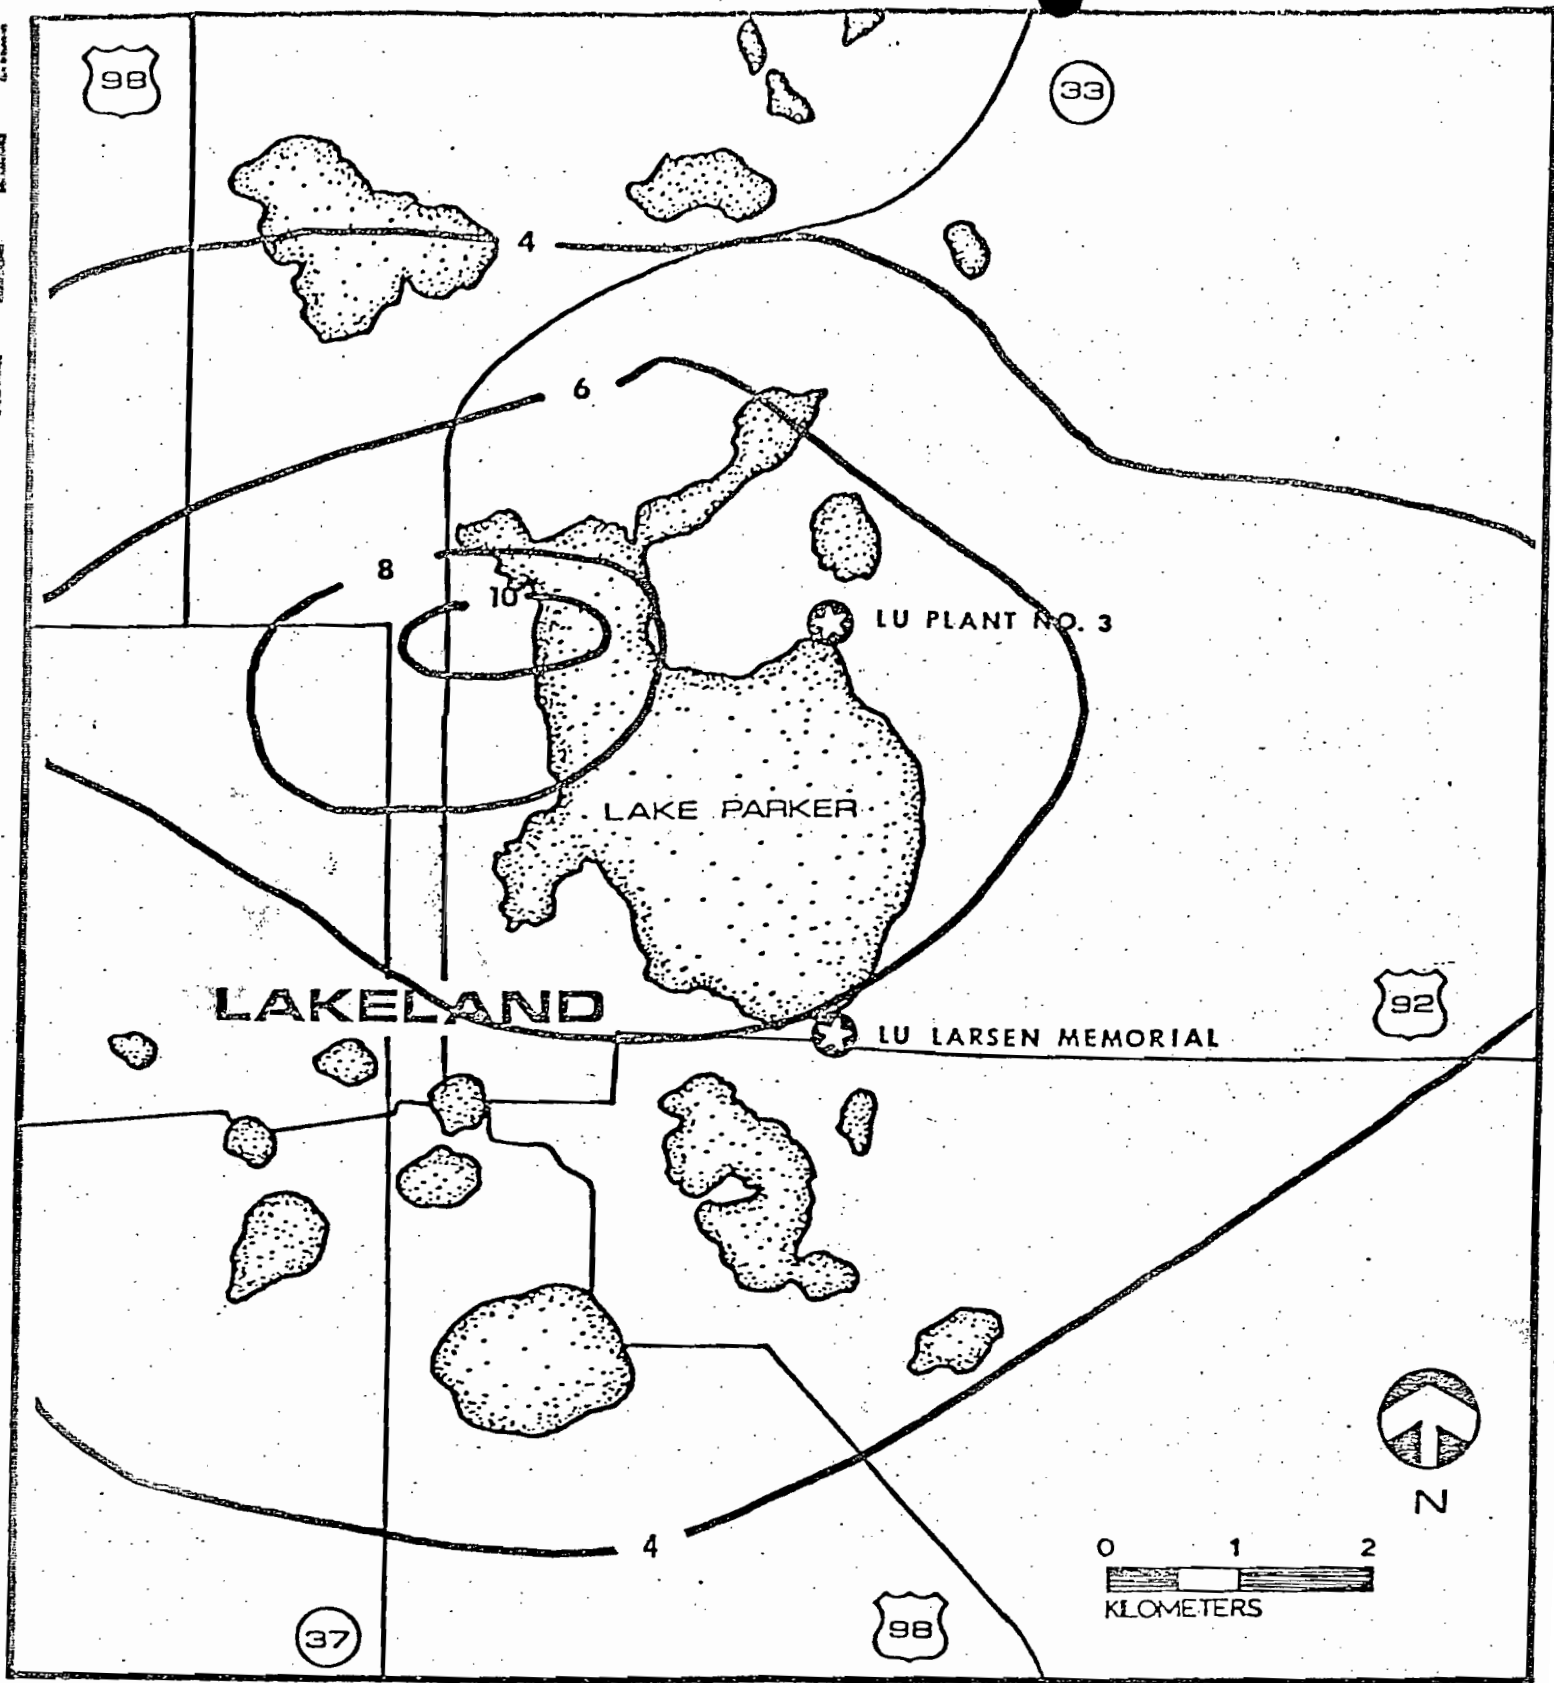 98
33
4
6
8
10
LU PLANT NO. 3
LAKE PARKER
92
LAKELAND
LU LARSEN MEMORIAL
N
4
0 1 2
KLOMETERS
37
98